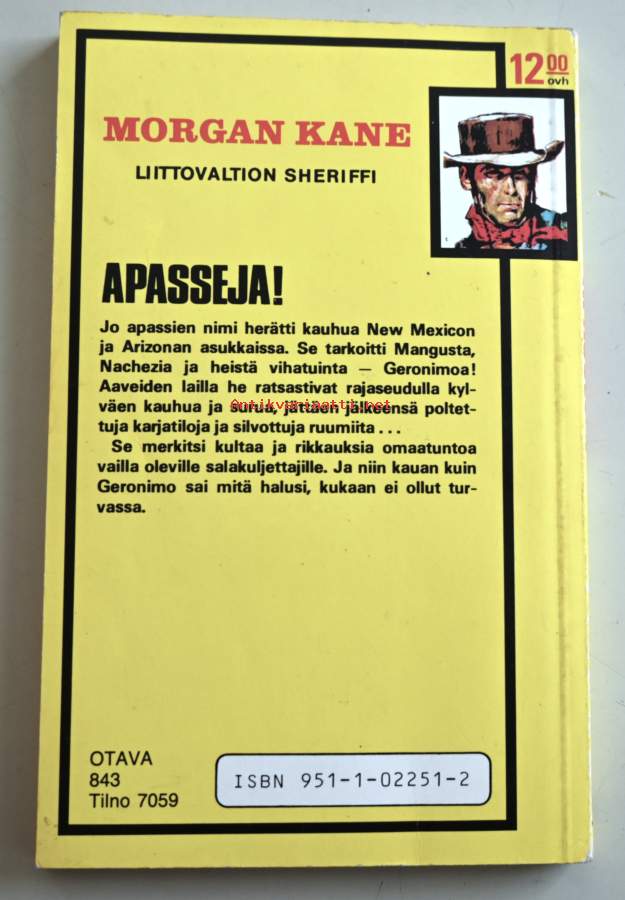 12 00
ovh
MORGAN KANE
LIITTOVALTION SHERIFFI
APASSEJA!
Jo apassien nimi herätti kauhua New Mexicon
ja Arizonan asukkaissa. Se tarkoitti Mangusta,
Nachezia ja heistä vihatuinta — Geronimoa!
Aaveiden lailla he ratsastivat rajaseudulla kyl-
väen kauhua ja surua, jättäen jälkeensä poltet-
tuja karjatiloja ja silvottuja ruumiita ...
Se merkitsi kultaa ja rikkauksia omaatuntoa
vailla oleville salakuljettajille. Ja niin kauan kuin
Geronimo sai mitä halusi, kukaan ei ollut tur-
vassa.
Antikvariaatti.net
OTAVA
843
Tilno 7059
ISBN 951-1-02251-2